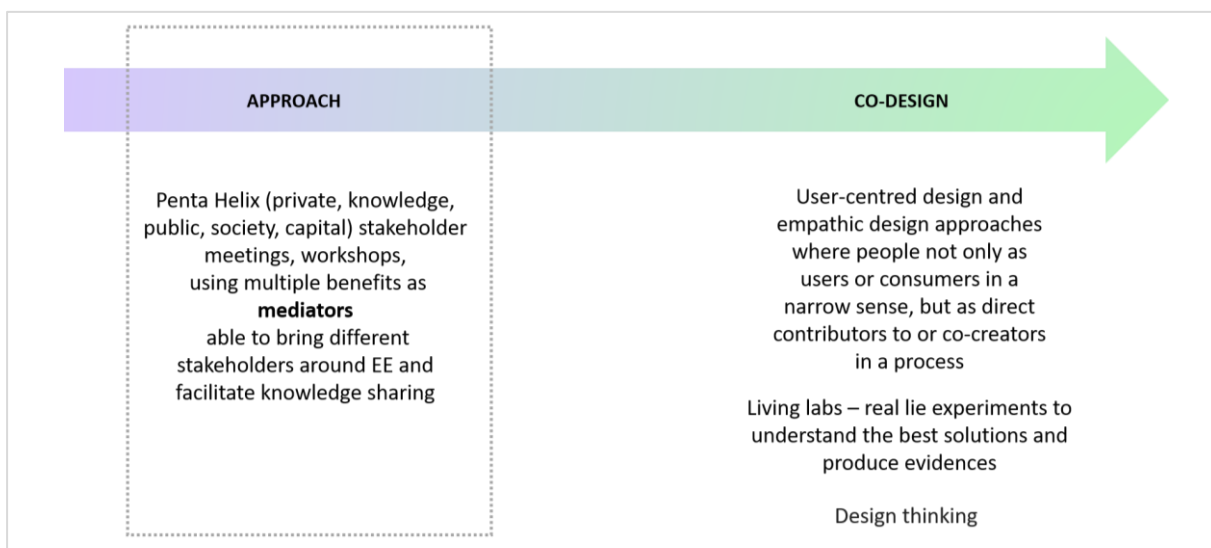 APPROACH
CO-DESIGN
Penta Helix (private, knowledge,
public, society, capital) stakeholder
meetings, workshops,
using multiple benefits as
mediators
able to bring different
stakeholders around EE and
facilitate knowledge sharing
User-centred design and
empathic design approaches
where people not only as
users or consumers in a
narrow sense, but as direct
contributors to or co-creators
in a process
Living labs – real lie experiments to
understand the best solutions and
produce evidences
Design thinking